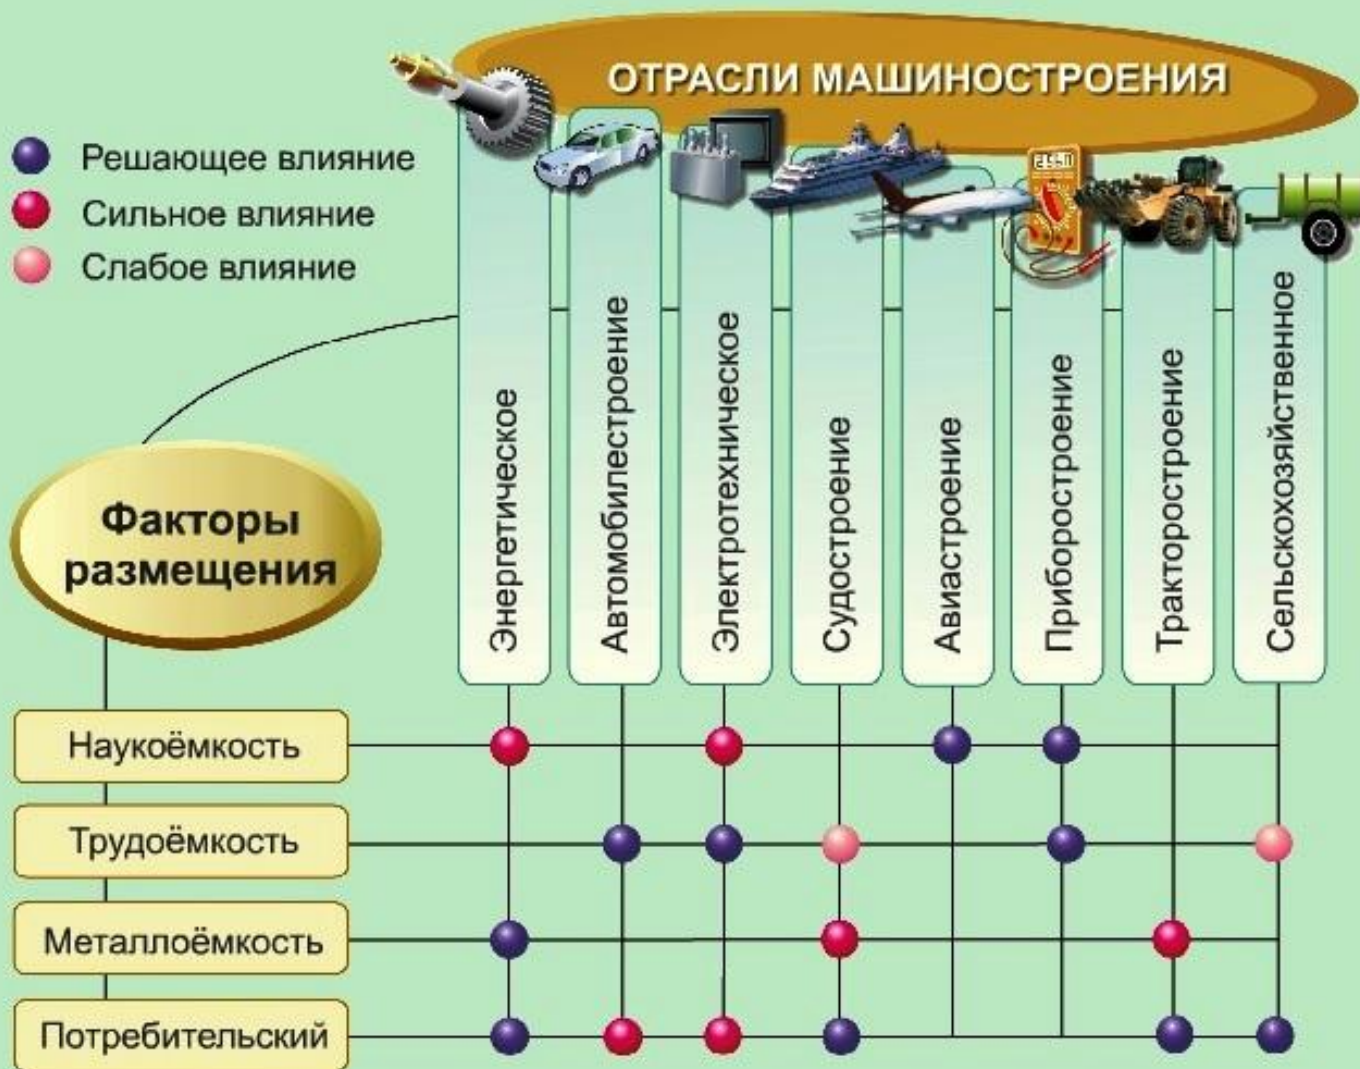 ОТРАСЛИ МАШИНОСТРОЕНИЯ
Решающее влияние
Сильное влияние
Слабое влияние
Факторы
размещения
Энергетическое
Автомобилестроение
Электротехническое
Судостроение
Авиастроение
Приборостроение
Тракторостроение
Сельскохозяйственное
Наукоёмкость
Трудоёмкость
Металлоёмкость
Потребительский